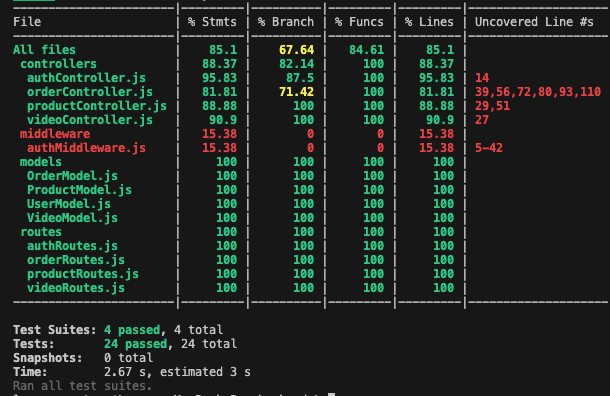 File | % Stmts | % Branch | % Funcs | % Lines | Uncovered Line #s
All files | 85.1 | 67.64 | 84.61 | 85.1 |
controllers | 88.37 | 82.14 | 100 | 88.37 |
authController.js | 95.83 | 87.5 | 100 | 95.83 | 14
orderController.js | 81.81 | 71.42 | 100 | 81.81 | 39,56,72,80,93,110
productController.js | 88.88 | 100 | 100 | 88.88 | 29,51
videoController.js | 90.9 | 100 | 100 | 90.9 | 27
middleware | 15.38 | 0 | 0 | 15.38 |
authMiddleware.js | 15.38 | 0 | 0 | 15.38 | 5-42
models | 100 | 100 | 100 | 100 |
OrderModel.js | 100 | 100 | 100 | 100 |
ProductModel.js | 100 | 100 | 100 | 100 |
UserModel.js | 100 | 100 | 100 | 100 |
VideoModel.js | 100 | 100 | 100 | 100 |
routes | 100 | 100 | 100 | 100 |
authRoutes.js | 100 | 100 | 100 | 100 |
orderRoutes.js | 100 | 100 | 100 | 100 |
productRoutes.js | 100 | 100 | 100 | 100 |
videoRoutes.js | 100 | 100 | 100 | 100 |
Test Suites: 4 passed, 4 total
Tests: 24 passed, 24 total
Snapshots: 0 total
Time: 2.67 s, estimated 3 s
Ran all test suites.